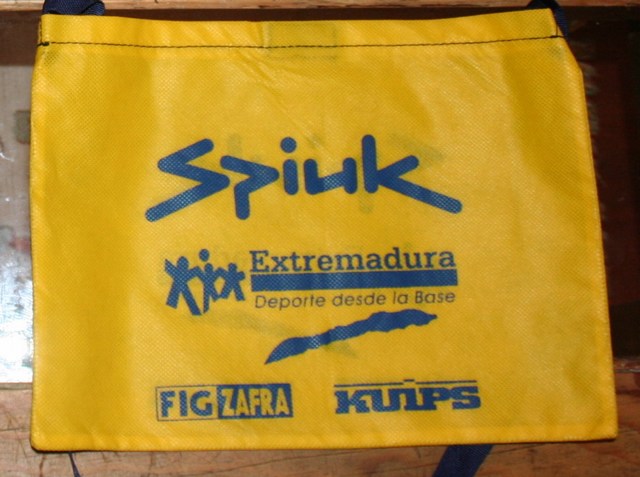 Spiuk
Extremadura
Deporte desde la Base
FIG ZAFRA
KUIPS